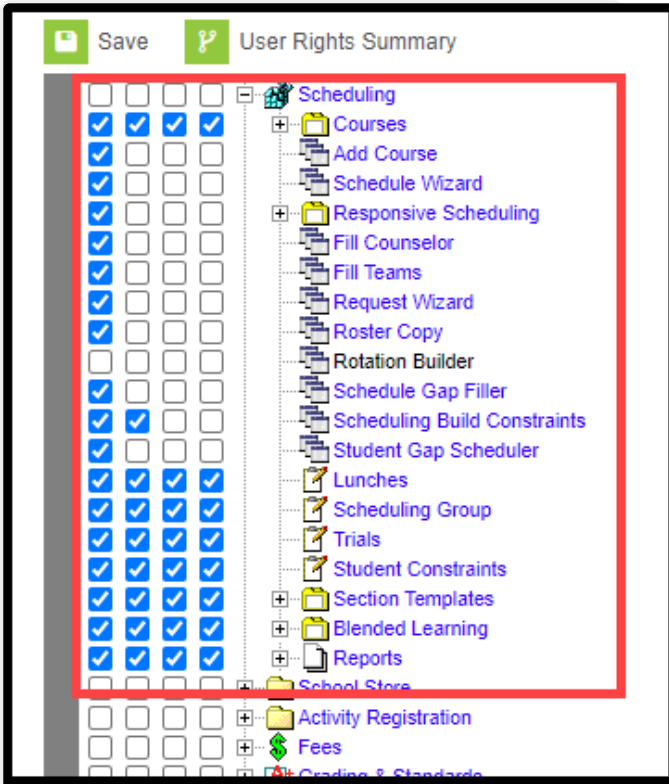 Save User Rights Summary
Scheduling
Courses
Add Course
Schedule Wizard
Responsive Scheduling
Fill Counselor
Fill Teams
Request Wizard
Roster Copy
Rotation Builder
Schedule Gap Filler
Scheduling Build Constraints
Student Gap Scheduler
Lunches
Scheduling Group
Trials
Student Constraints
Section Templates
Blended Learning
Reports
School Store
Activity Registration
Fees
Grading & Standards